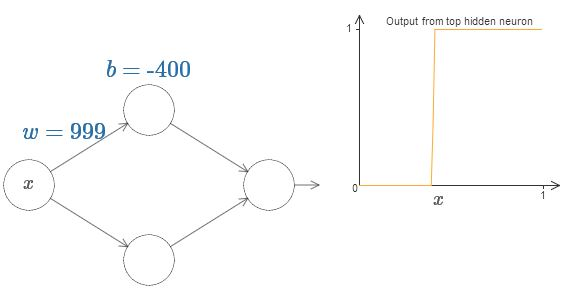 b = -400
w = 999
x
Output from top hidden neuron
1
0
x
1